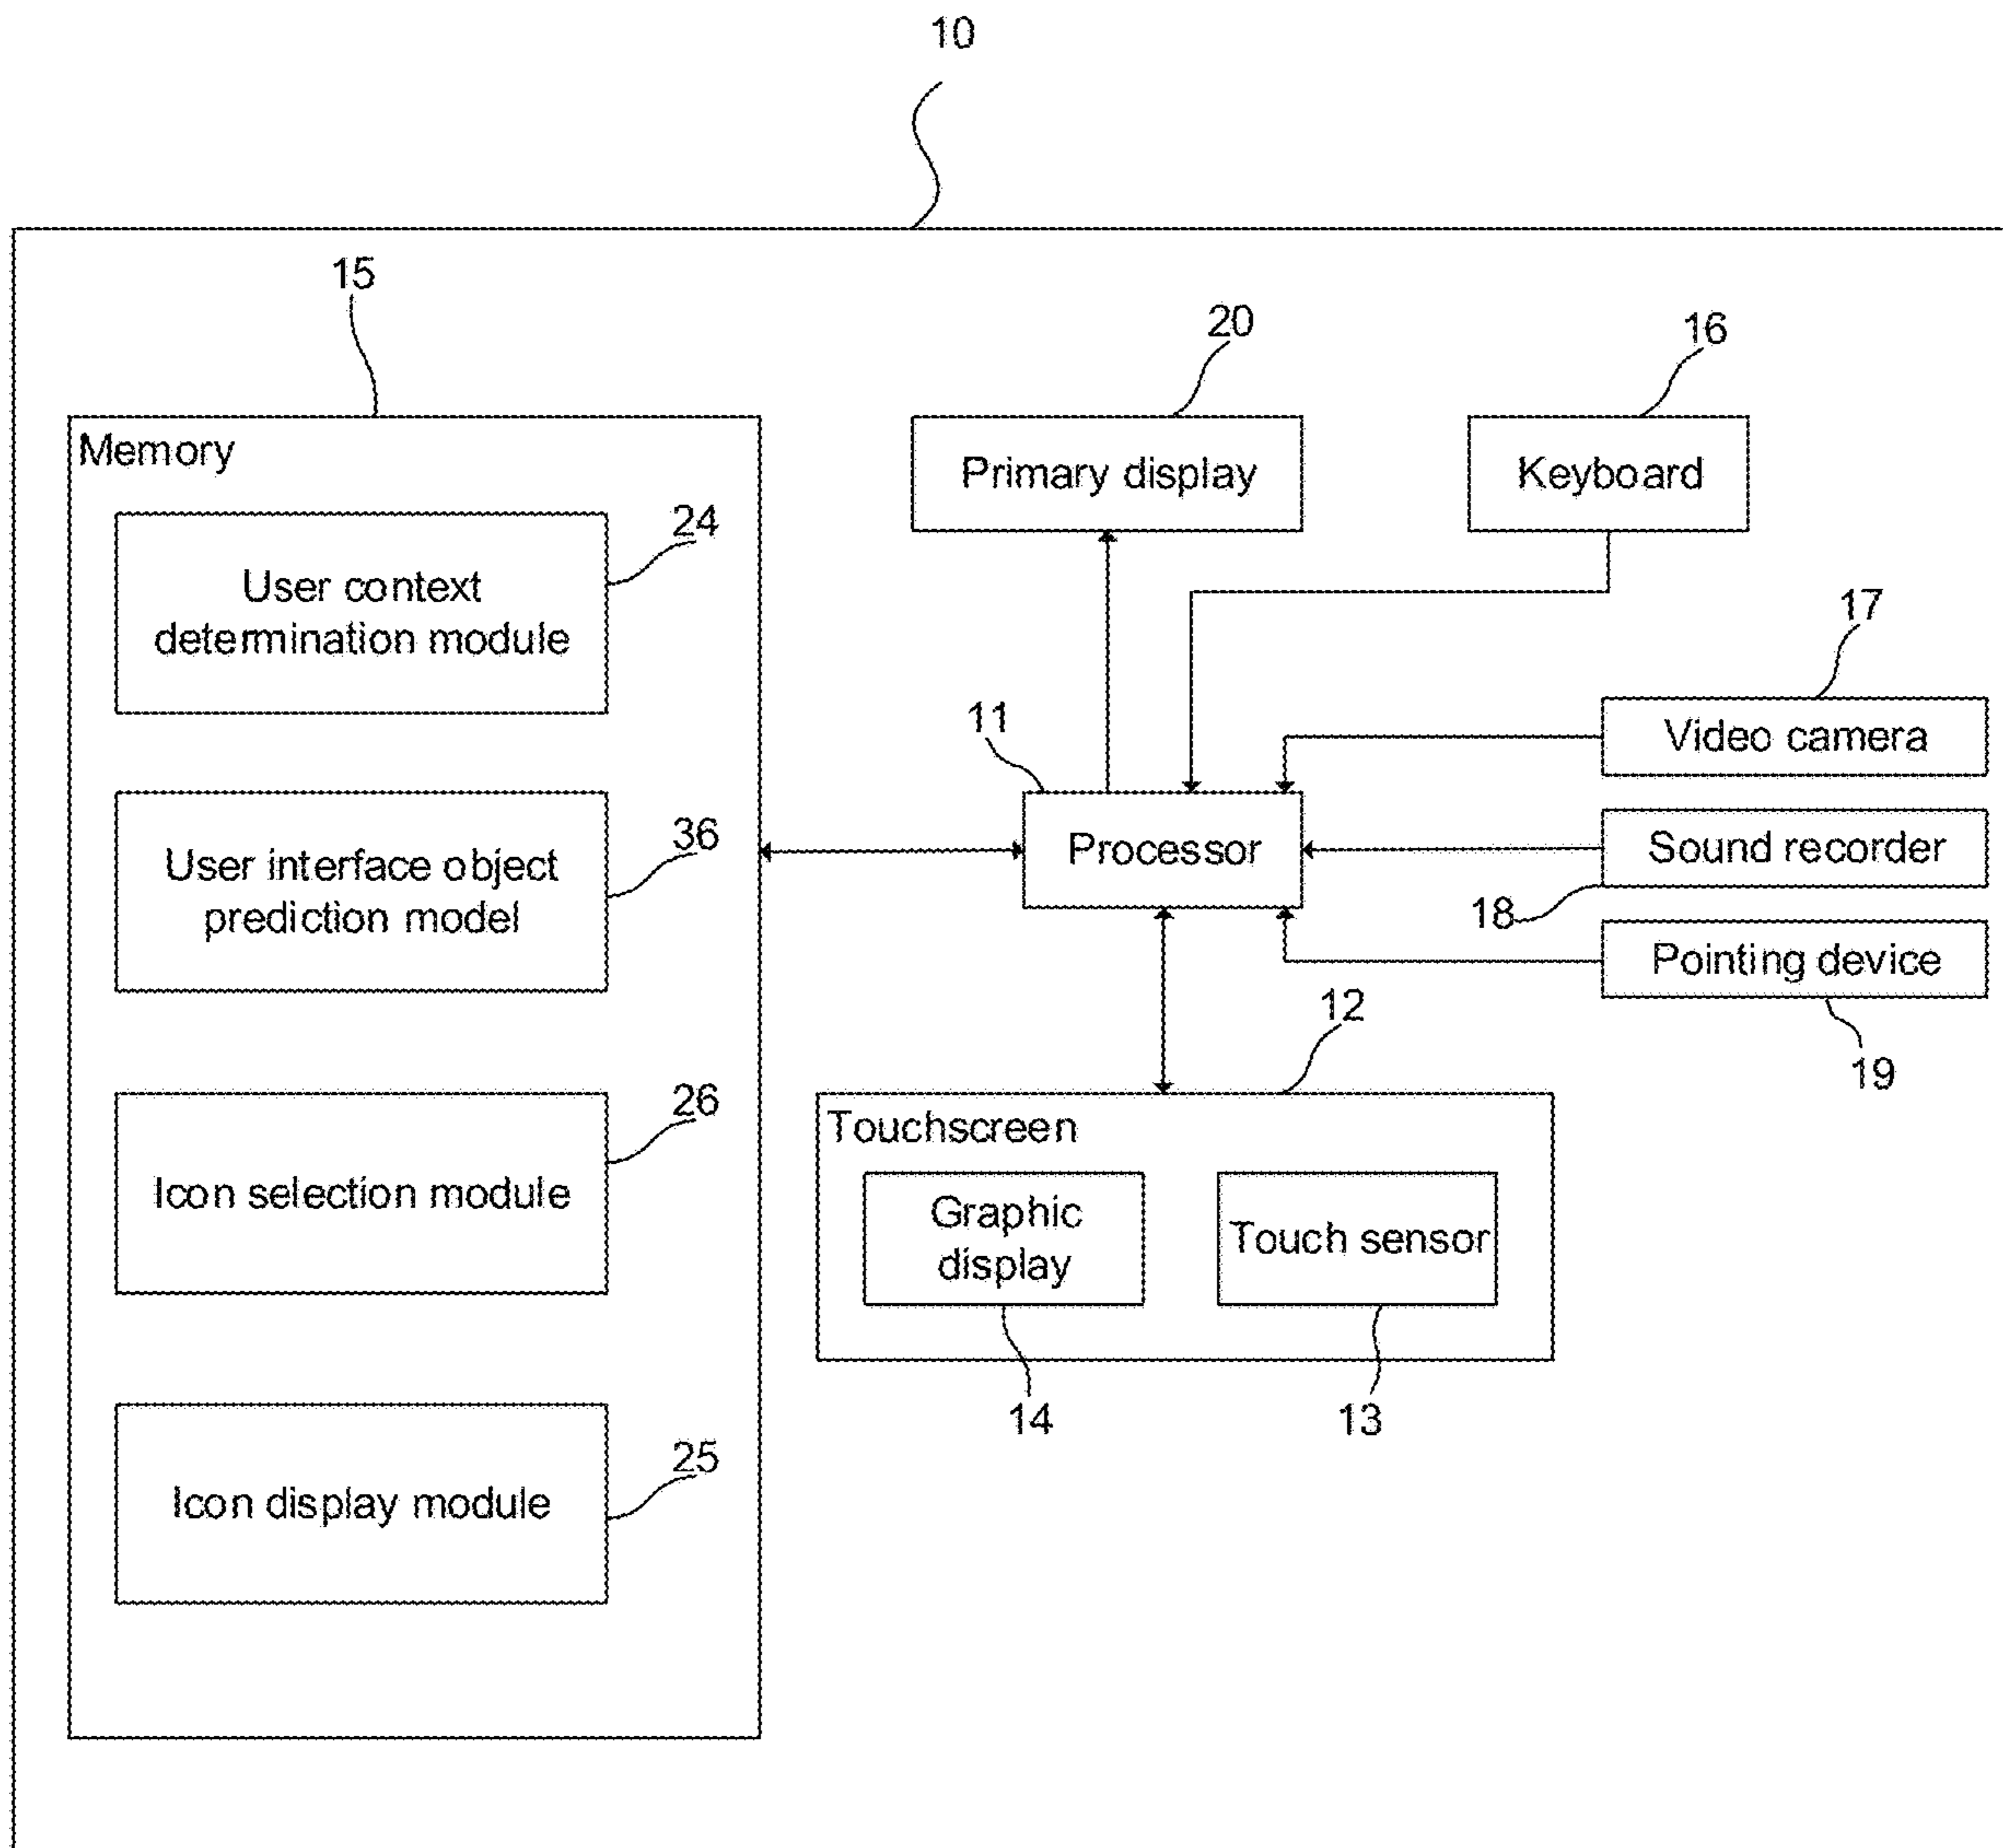 10
15
20
16
Memory
Primary display
Keyboard
24
User context
determination module
17
11
Video camera
36
User interface object
prediction model
Processor
Sound recorder
18
Pointing device
12
19
26
Touchscreen
Icon selection module
Graphic
display
Touch sensor
14
13
25
Icon display module